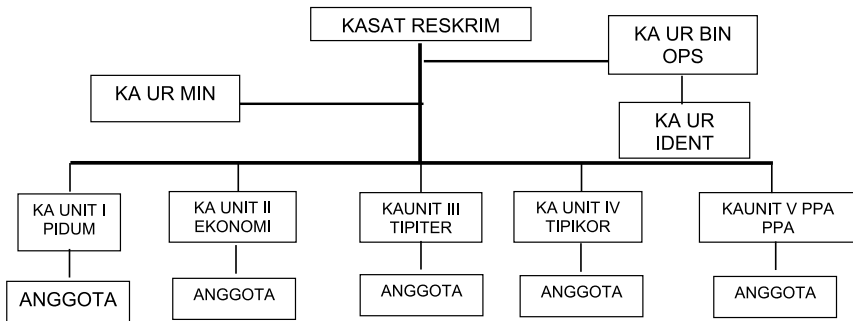 KASAT RESKRIM
KA UR BIN
OPS
KA UR MIN
KA UR
IDENT
KA UNIT I
PIDUM
KA UNIT II
EKONOMI
KAUNIT III
TIPITER
KA UNIT IV
TIPIKOR
KAUNIT V PPA
PPA
ANGGOTA
ANGGOTA
ANGGOTA
ANGGOTA
ANGGOTA